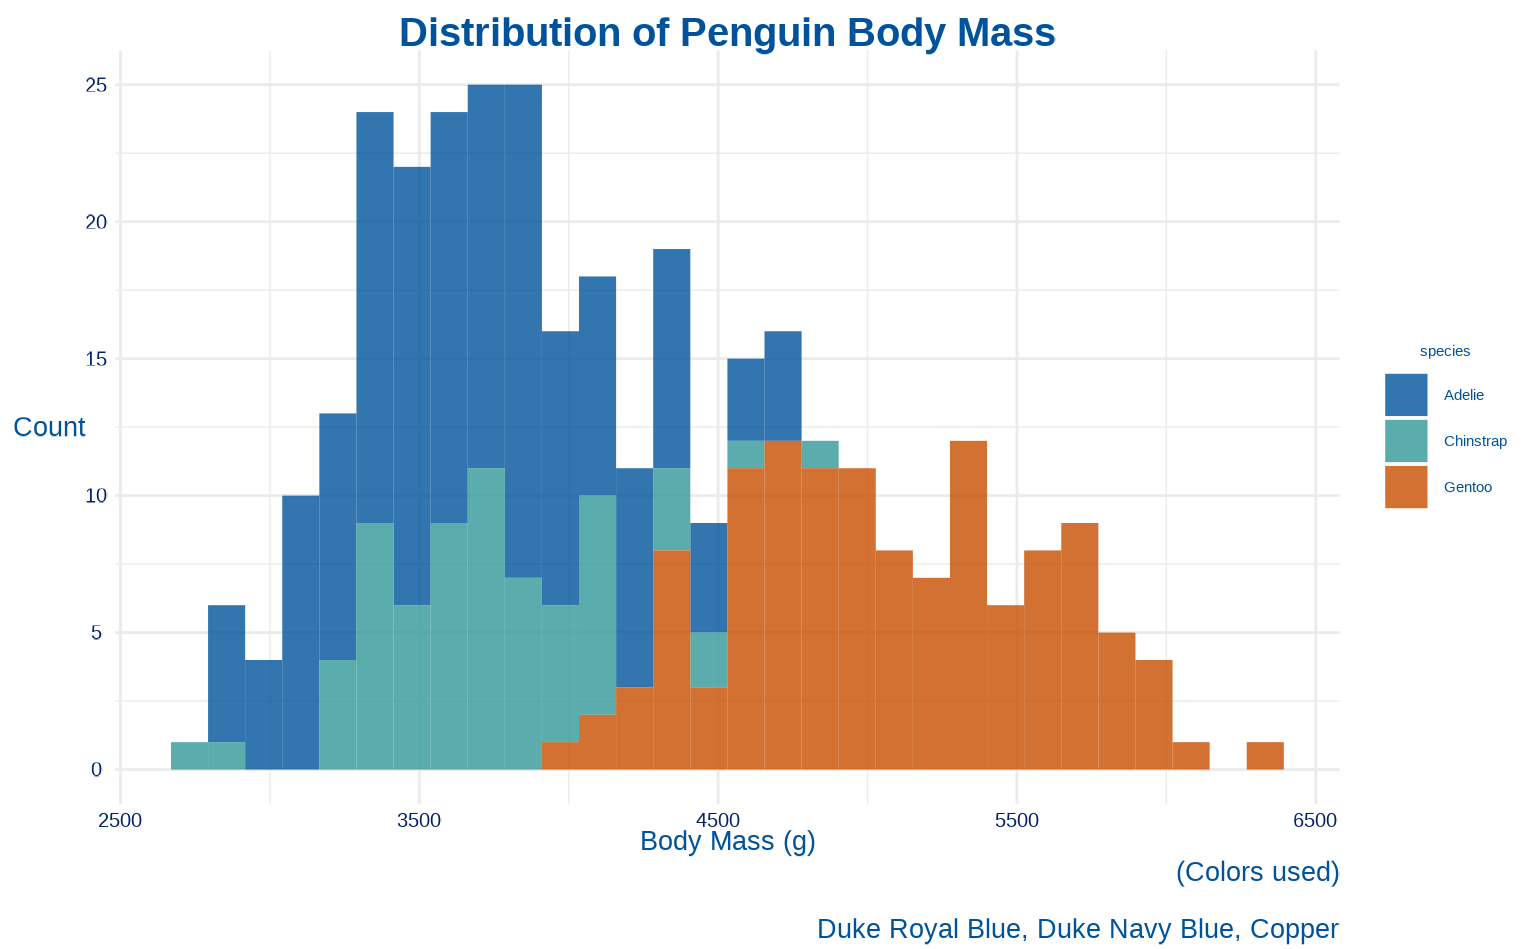 Distribution of Penguin Body Mass
25
20
15
10
5
0
Count
2500 3500 4500 5500 6500
Body Mass (g)
species
Adelie
Chinstrap
Gentoo
(Colors used)
Duke Royal Blue, Duke Navy Blue, Copper